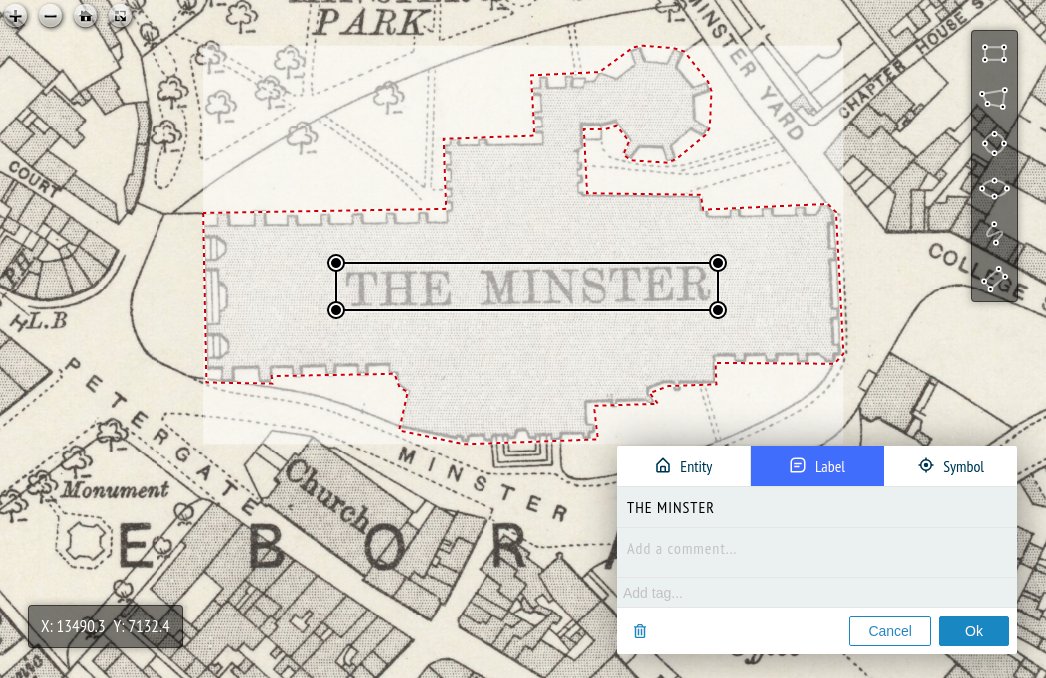 MINSTER
PARK
MINSTER YARD
CHAPTER HOUSE S
COURT
P.H.
H.L.B
COLLEGE S
THE MINSTER
PETERGATE
MINSTER
Monument
Church
E B O R
X: 13490.3 Y: 7132.4
Entity
Label
Symbol
THE MINSTER
Add a comment...
Add tag...
Cancel
Ok